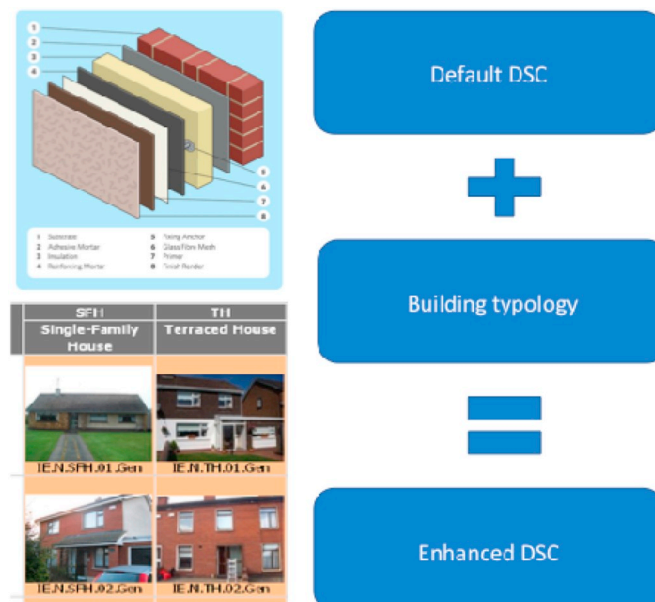 1
2
3
4
5
6
7
8
1 Substrate
2 Adhesive Mortar
3 Insulation
4 Reinforcing Mortar
5 Fixing Anchor
6 Glass Fibre Mesh
7 Primer
8 Finish Render
SFH TH
Single-Family House Terraced House
IE.N.SFH.01.Gen IE.N.TH.01.Gen
IE.N.SFH.02.Gen IE.N.TH.02.Gen
Default DSC
Building typology
Enhanced DSC